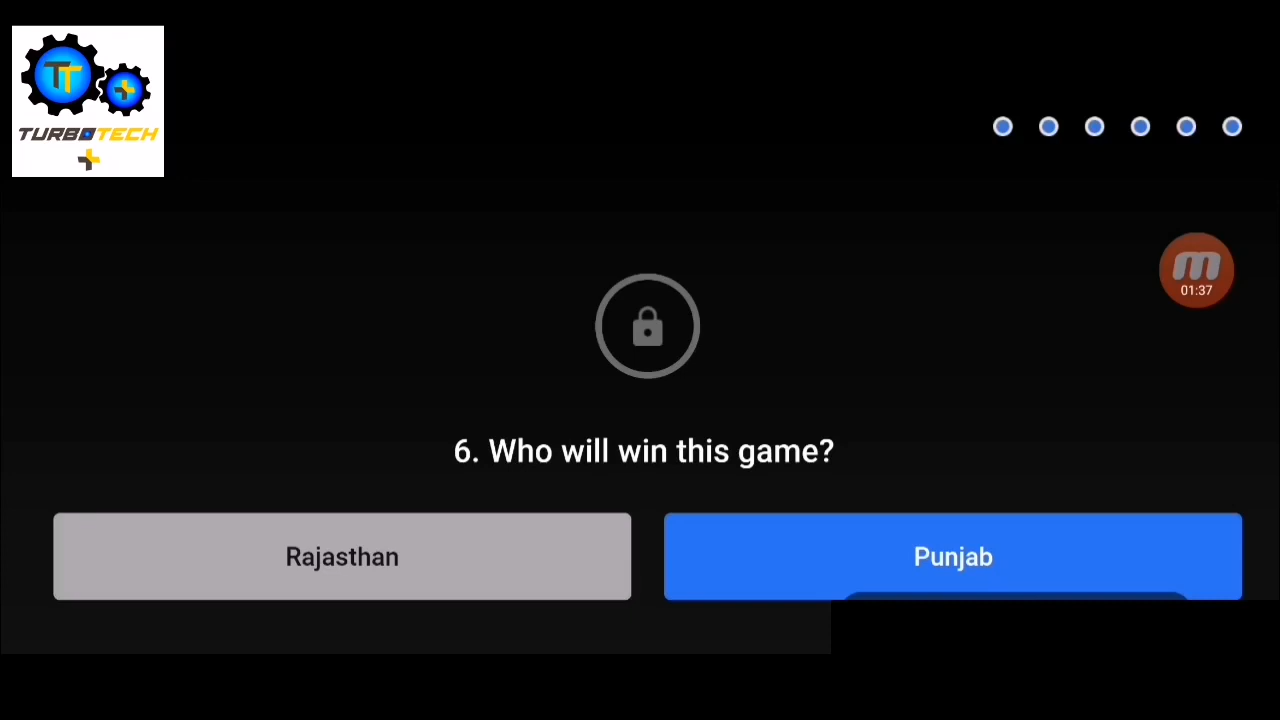 TT
TURBOTECH
01:37
6. Who will win this game?
Rajasthan
Punjab